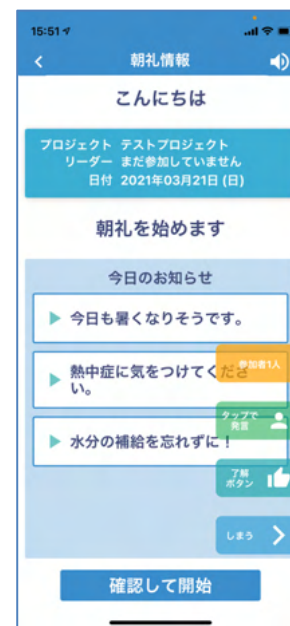 15:51
朝礼情報
こんにちは
プロジェクト テストプロジェクト
リーダー まだ参加していません
日付 2021年03月21日 (日)
朝礼を始めます
今日のお知らせ
今日も暑くなりそうです。
参加者1人
熱中症に気をつけてくださ
い。
タップで
発言
水分の補給を忘れずに!
了解
ボタン
しまう
確認して開始